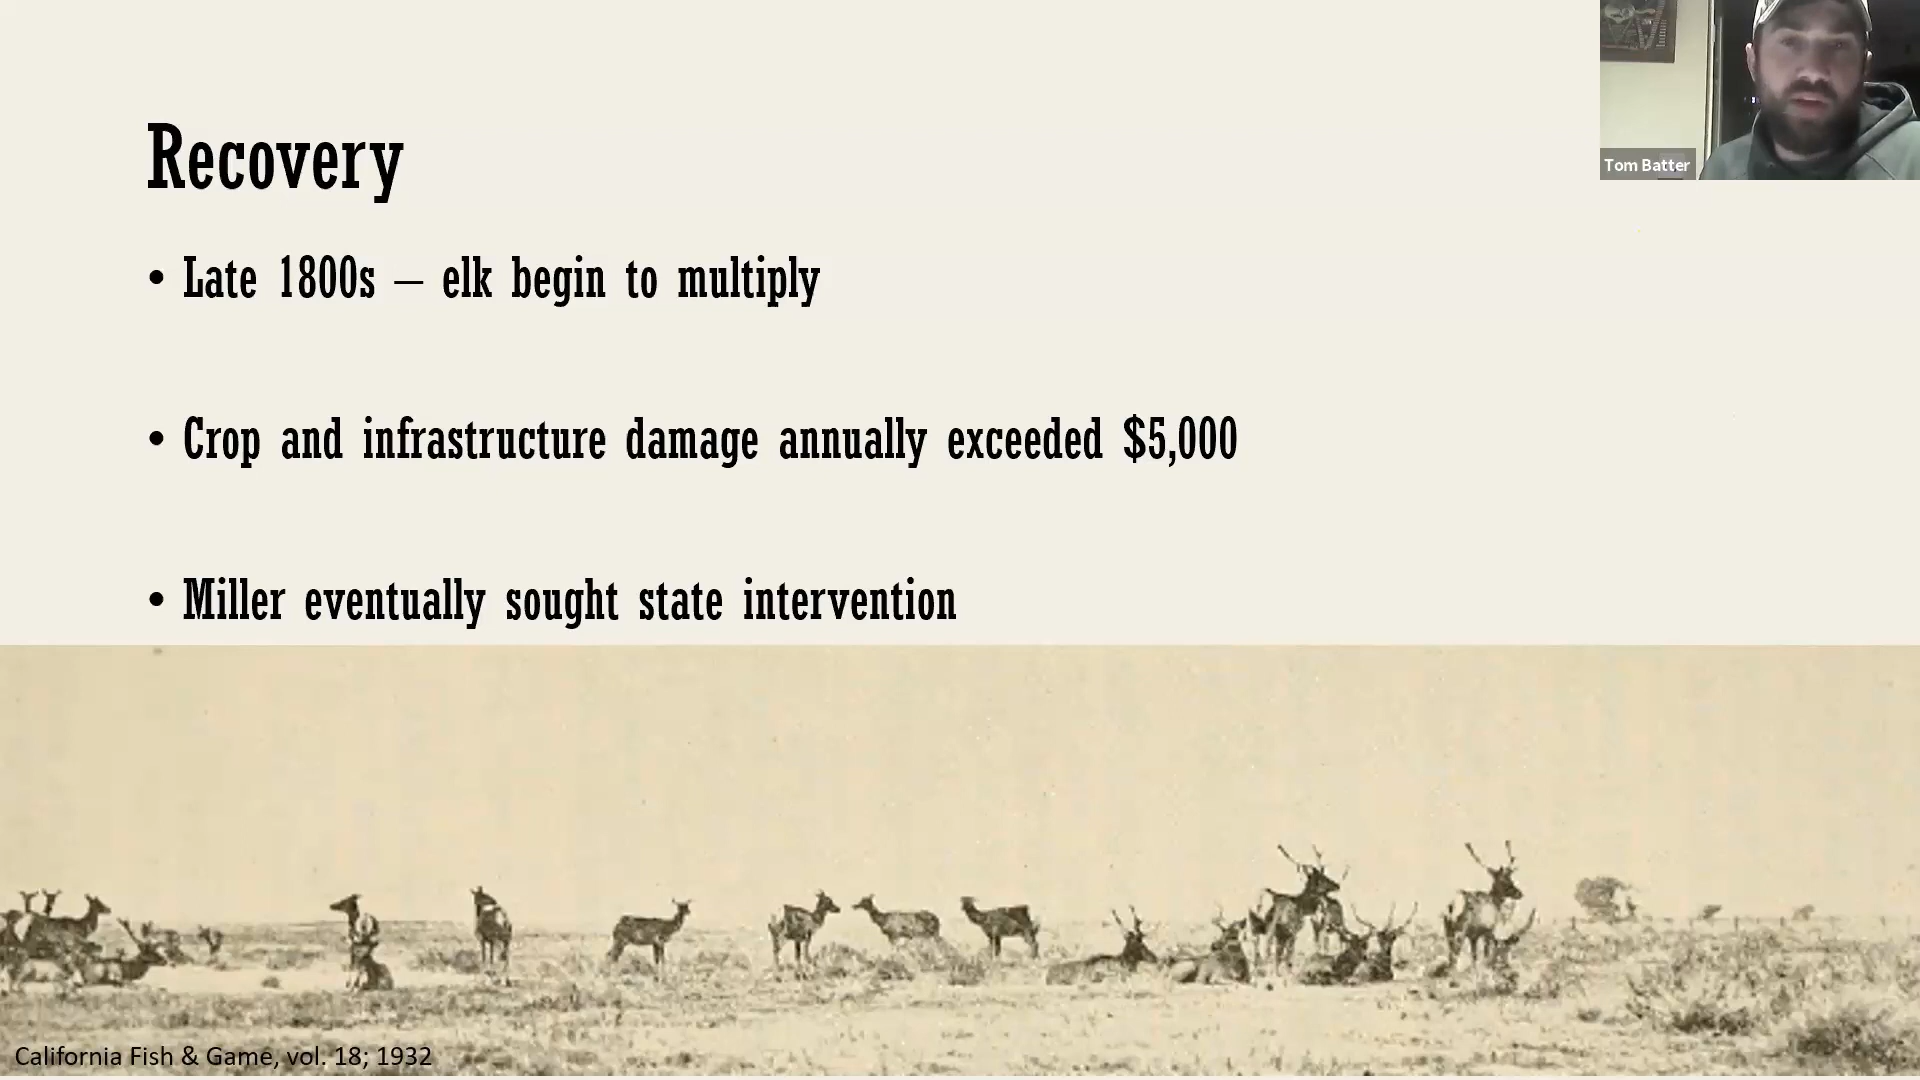 Recovery
• Late 1800s – elk begin to multiply
• Crop and infrastructure damage annually exceeded $5,000
• Miller eventually sought state intervention
California Fish & Game, vol. 18; 1932
Tom Batter